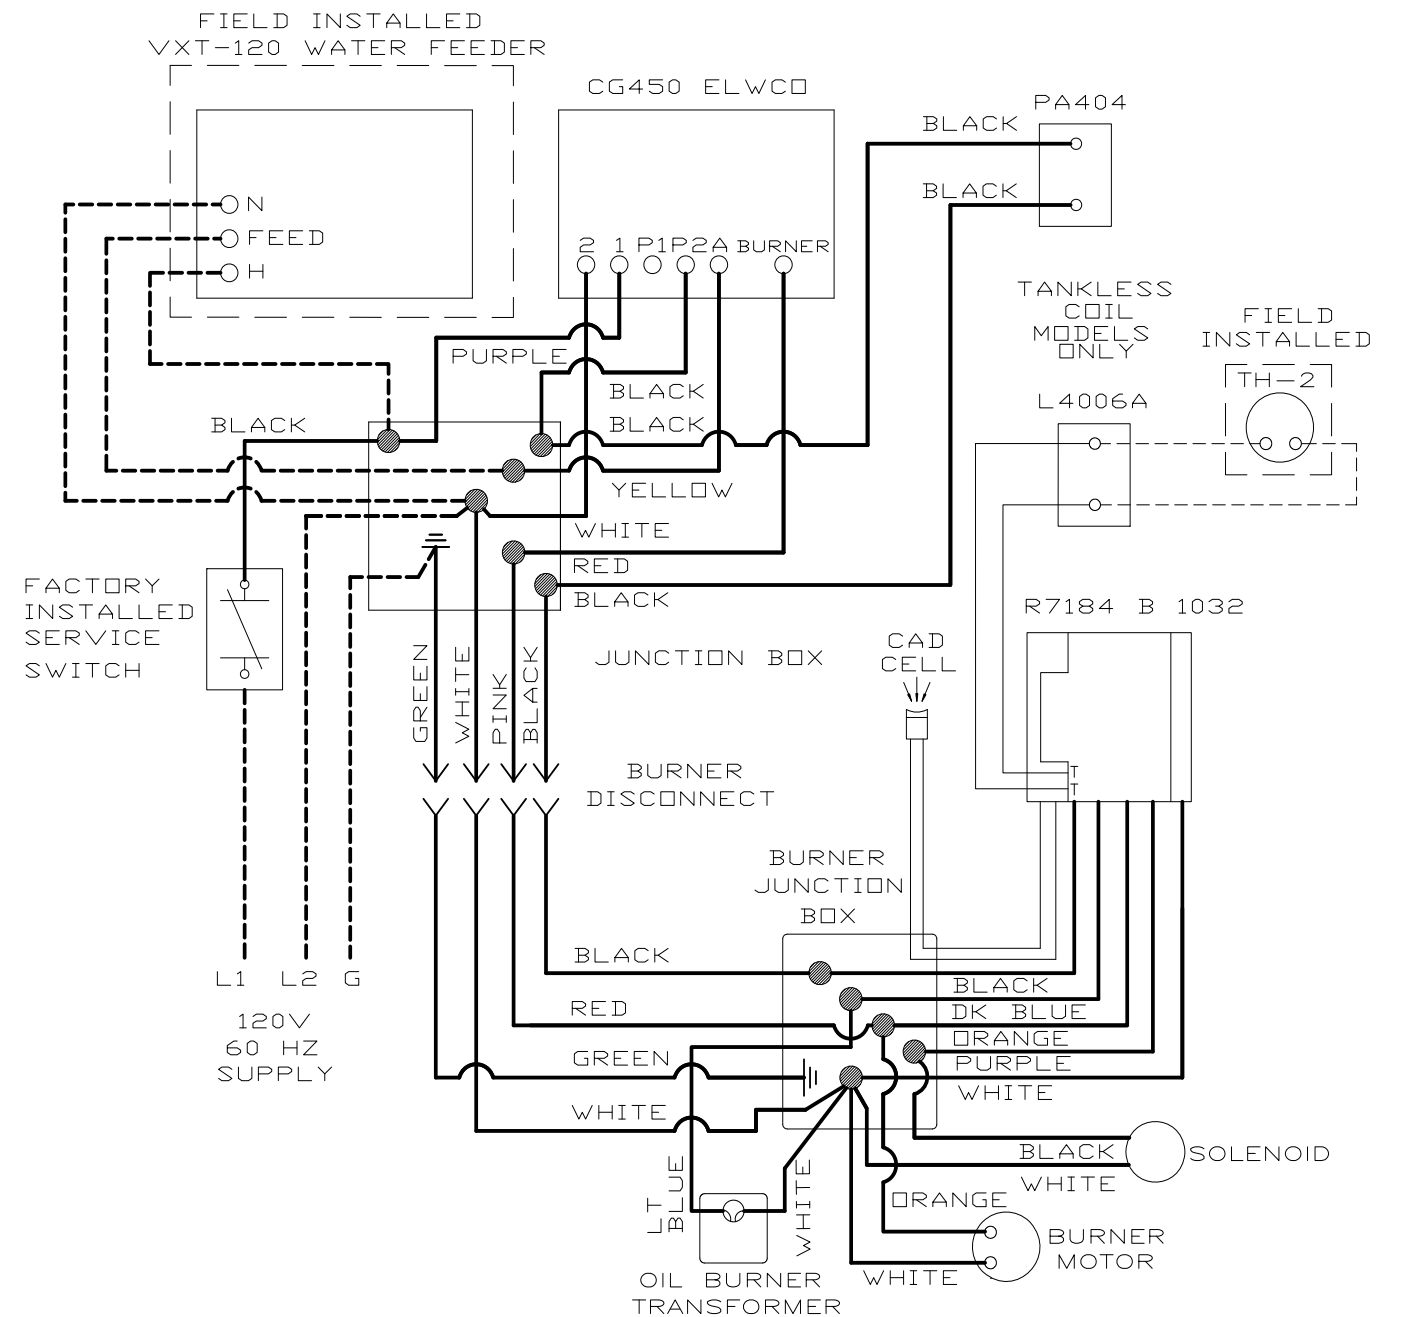 FIELD INSTALLED
VXT-120 WATER FEEDER
N
FEED
H
CG450 ELWCO
2 1 P1P2A BURNER
PA404
BLACK
BLACK
TANKLESS
COIL
MODELS
ONLY
FIELD
INSTALLED
TH-2
L4006A
PURPLE
BLACK
BLACK
BLACK
YELLOW
WHITE
RED
BLACK
FACTORY
INSTALLED
SERVICE
SWITCH
JUNCTION BOX
GREEN
WHITE
PINK
BLACK
BURNER
DISCONNECT
CAD
CELL
R7184 B 1032
T
T
L1 L2 G
120V
60 HZ
SUPPLY
BURNER
JUNCTION
BOX
BLACK
RED
GREEN
WHITE
BLACK
DK BLUE
ORANGE
PURPLE
WHITE
BLACK
WHITE
SOLENOID
LT
BLUE
WHITE
ORANGE
WHITE
BURNER
MOTOR
OIL BURNER
TRANSFORMER